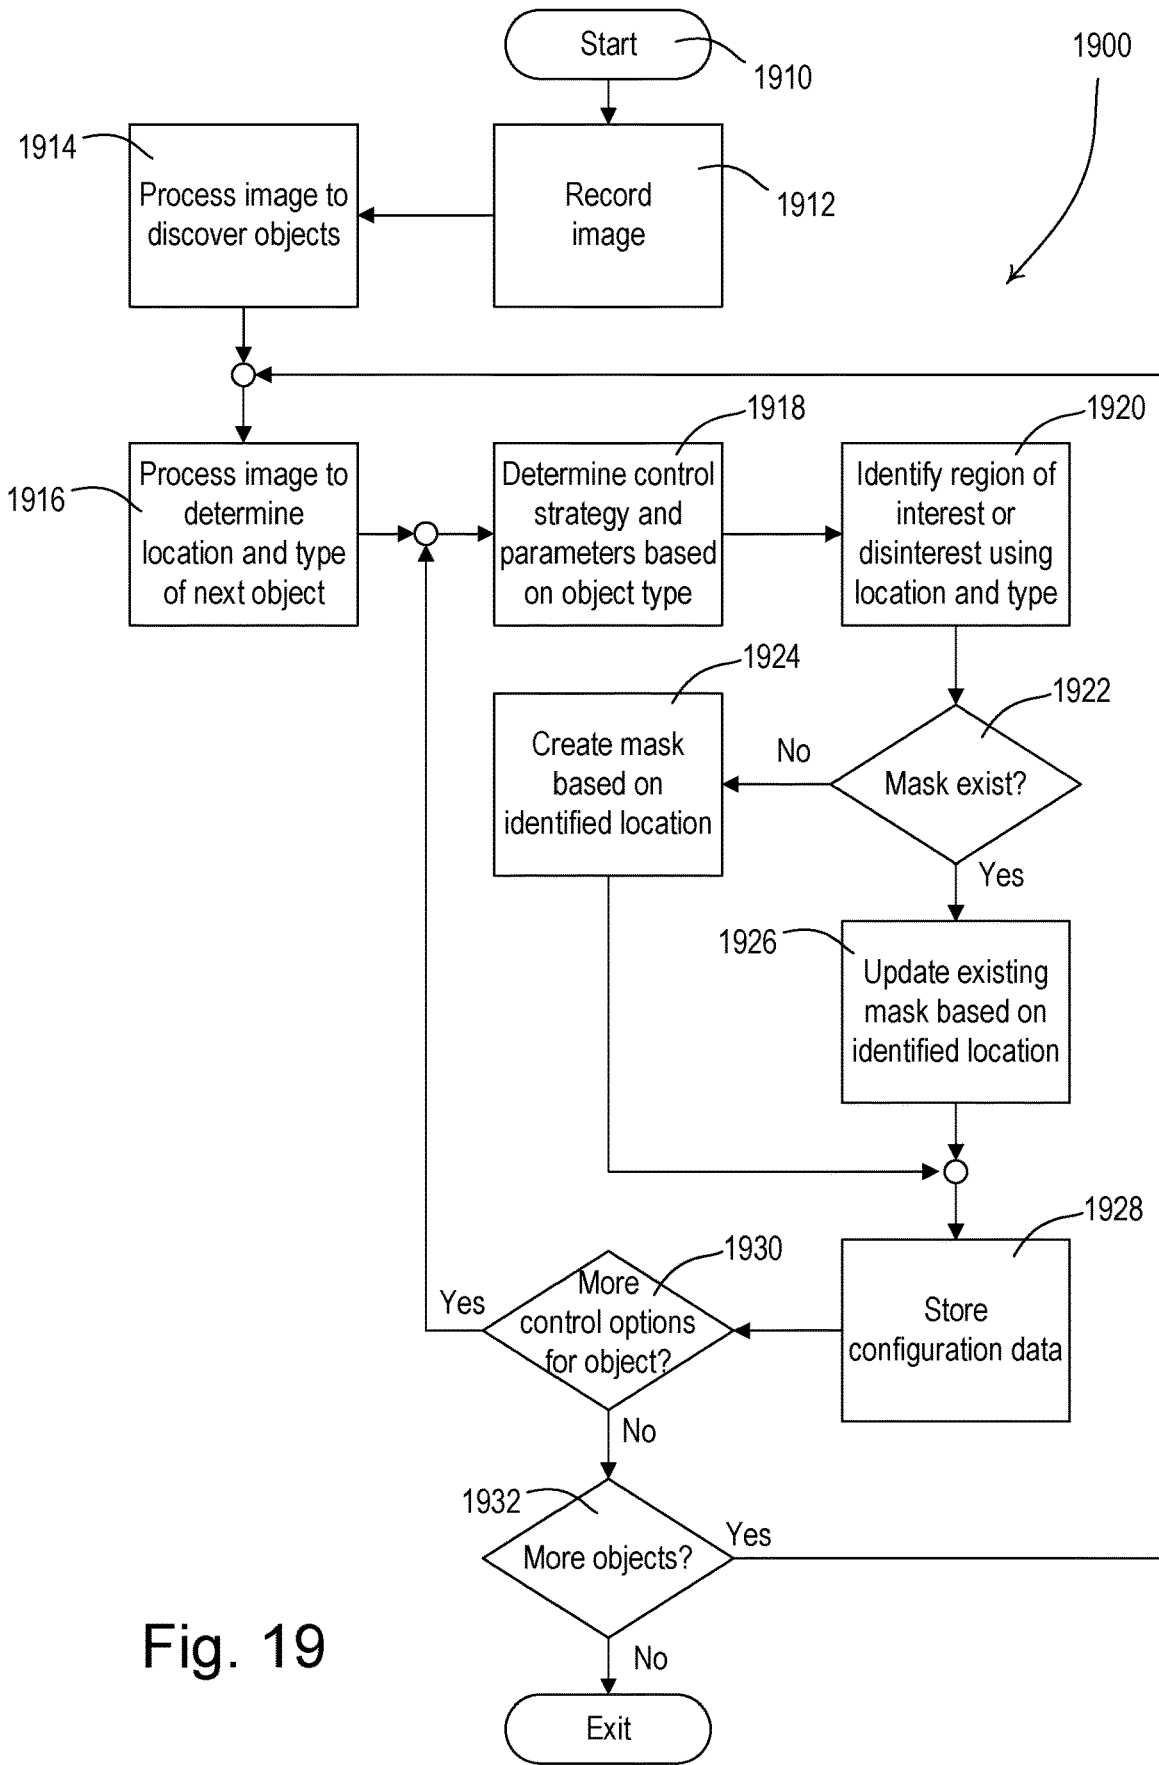 Start
1910
1900
1914
Process image to
discover objects
Record
image
1912
1916
Process image to
determine
location and type
of next object
1918
Determine control
strategy and
parameters based
on object type
1920
Identify region of
interest or
disinterest using
location and type
1924
Create mask
based on
identified location
No
1922
Mask exist?
Yes
1926
Update existing
mask based on
identified location
1928
Store
configuration data
1930
More
control options
for object?
Yes
No
1932
More objects?
Yes
No
Exit
Fig. 19